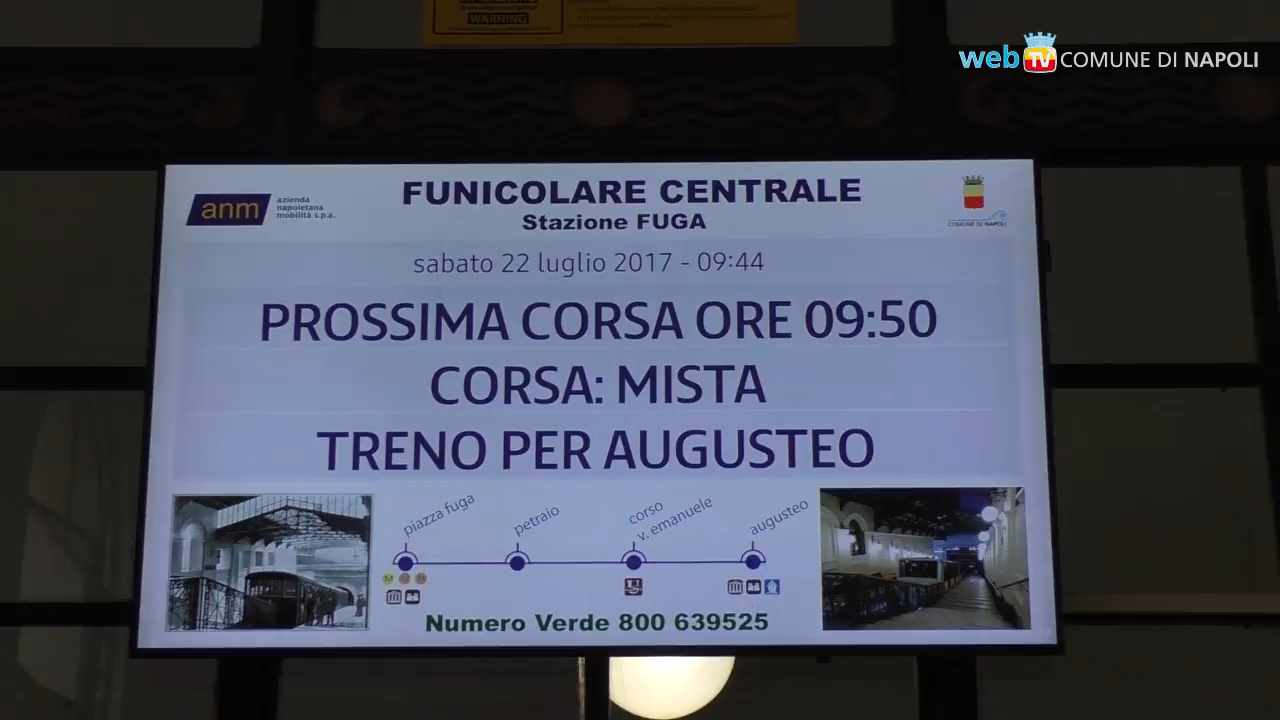 WARNING
web TV COMUNE DI NAPOLI
anm azienda
napoletana
mobilità s.p.a.
FUNICOLARE CENTRALE
Stazione FUGA
COMUNE DI NAPOLI
sabato 22 luglio 2017 - 09:44
PROSSIMA CORSA ORE 09:50
CORSA: MISTA
TRENO PER AUGUSTEO
piazza fuga
petraio
corso
v. emanuele
augusteo
Numero Verde 800 639525